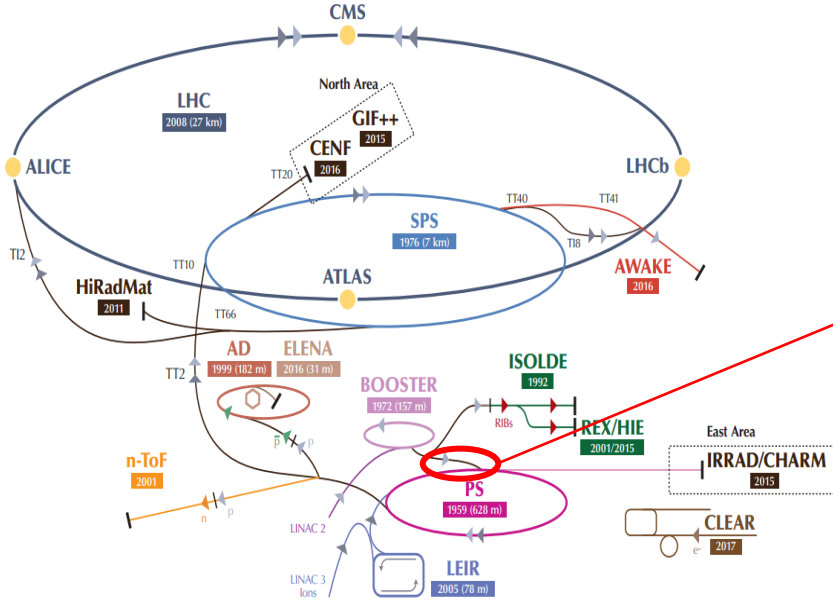 CMS
North Area
LHC
2008 (27 km)
GIF++
2015
CENF
2016
ALICE
LHCb
TT20
TT40
TT41
SPS
1976 (7 km)
TI2
TT10
TI8
ATLAS
AWAKE
2016
HiRadMat
2011
TT66
AD
1999 (182 m)
ELENA
2016 (31 m)
TT2
BOOSTER
1972 (157 m)
ISOLDE
1992
RIBs
REX/HIE
2001/2015
p̅
p
East Area
n-ToF
2001
IRRAD/CHARM
2015
PS
1959 (628 m)
n
p
LINAC 2
CLEAR
2017
e-
LINAC 3
Ions
LEIR
2005 (78 m)